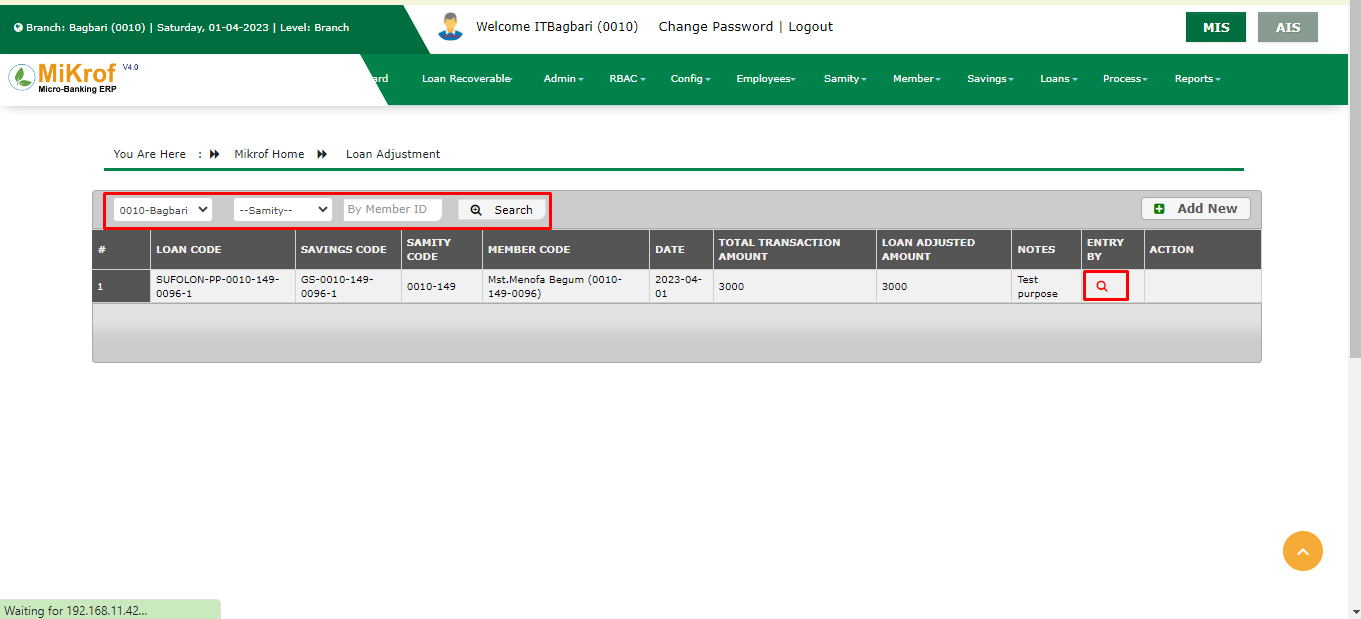 Branch: Bagbari (0010) | Saturday, 01-04-2023 | Level: Branch
Welcome ITBagbari (0010) Change Password | Logout
MIS
AIS
MiKrof V4.0
Micro-Banking ERP
ard Loan Recoverable Admin RBAC Config Employees Samity Member Savings Loans Process Reports
You Are Here : Mikrof Home Loan Adjustment
0010-Bagbari --Samity-- By Member ID Search Add New
# LOAN CODE SAVINGS CODE SAMITY CODE MEMBER CODE DATE TOTAL TRANSACTION AMOUNT LOAN ADJUSTED AMOUNT NOTES ENTRY BY ACTION
1 SUFOLON-PP-0010-149-0096-1 GS-0010-149-0096-1 0010-149 Mst.Menofa Begum (0010-149-0096) 2023-04-01 3000 3000 Test purpose
Waiting for 192.168.11.42...